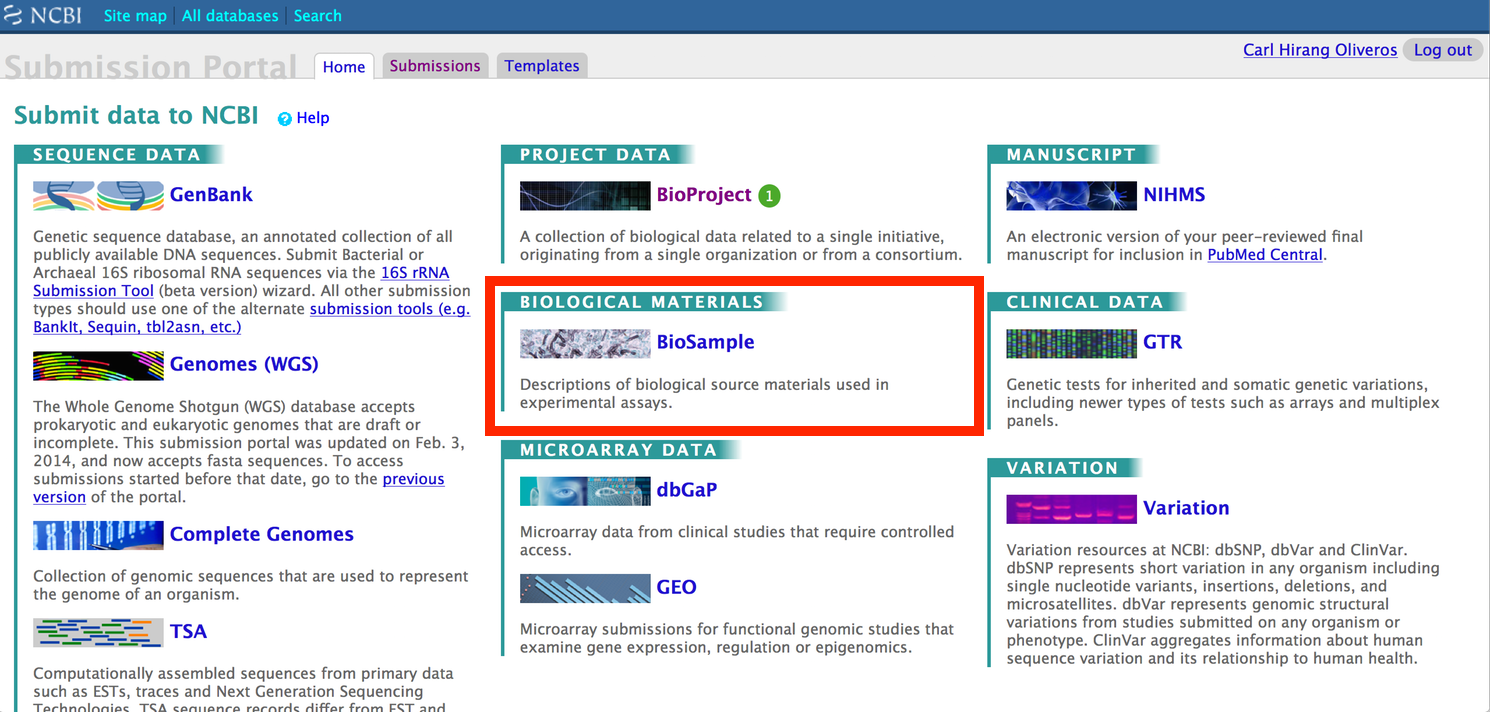 NCBI Site map All databases Search
Carl Hirang Oliveros Log out
Submission Portal Home Submissions Templates
Submit data to NCBI ? Help
SEQUENCE DATA
GenBank
Genetic sequence database, an annotated collection of all
publicly available DNA sequences. Submit Bacterial or
Archaeal 16S ribosomal RNA sequences via the 16S rRNA
Submission Tool (beta version) wizard. All other submission
types should use one of the alternate submission tools (e.g.
BankIt, Sequin, tbl2asn, etc.)
Genomes (WGS)
The Whole Genome Shotgun (WGS) database accepts
prokaryotic and eukaryotic genomes that are draft or
incomplete. This submission portal was updated on Feb. 3,
2014, and now accepts fasta sequences. To access
submissions started before that date, go to the previous
version of the portal.
Complete Genomes
Collection of genomic sequences that are used to represent
the genome of an organism.
TSA
Computationally assembled sequences from primary data
such as ESTs, traces and Next Generation Sequencing
Technologies. TSA sequence records differ from EST and
PROJECT DATA
BioProject 1
A collection of biological data related to a single initiative,
originating from a single organization or from a consortium.
BIOLOGICAL MATERIALS
BioSample
Descriptions of biological source materials used in
experimental assays.
MICROARRAY DATA
dbGaP
Microarray data from clinical studies that require controlled
access.
GEO
Microarray submissions for functional genomic studies that
examine gene expression, regulation or epigenomics.
MANUSCRIPT
NIHMS
An electronic version of your peer-reviewed final
manuscript for inclusion in PubMed Central.
CLINICAL DATA
GTR
Genetic tests for inherited and somatic genetic variations,
including newer types of tests such as arrays and multiplex
panels.
VARIATION
Variation
Variation resources at NCBI: dbSNP, dbVar and ClinVar.
dbSNP represents short variation in any organism including
single nucleotide variants, insertions, deletions, and
microsatellites. dbVar represents genomic structural
variations from studies submitted on any organism or
phenotype. ClinVar aggregates information about human
sequence variation and its relationship to human health.